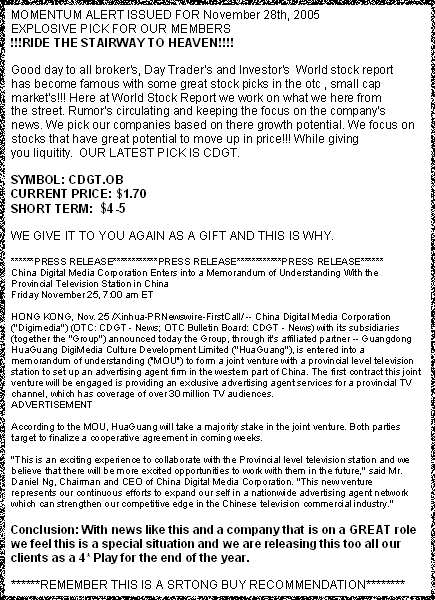 MOMENTUM ALERT ISSUED FOR November 28th, 2005
EXPLOSIVE PICK FOR OUR MEMBERS
!!!RIDE THE STAIRWAY TO HEAVEN!!!!
Good day to all broker's, Day Trader's and Investor's World stock report
has become famous with some great stock picks in the otc , small cap
market's!!! Here at World Stock Report we work on what we here from
the street. Rumor's circulating and keeping the focus on the company's
news. We pick our companies based on there growth potential. We focus on
stocks that have great potential to move up in price!!! While giving
you liquitity. OUR LATEST PICK IS CDGT.
SYMBOL: CDGT.OB
CURRENT PRICE: $1.70
SHORT TERM: $4-5
WE GIVE IT TO YOU AGAIN AS A GIFT AND THIS IS WHY.
******PRESS RELEASE************PRESS RELEASE************PRESS RELEASE******
China Digital Media Corporation Enters into a Memorandum of Understanding With the
Provincial Television Station in China
Friday November 25, 7:00 am ET
HONG KONG, Nov. 25 /Xinhua-PRNewswire-FirstCall/ -- China Digital Media Corporation
("Digimedia") (OTC: CDGT - News; OTC Bulletin Board: CDGT - News) with its subsidiaries
(together the "Group") announced today the Group, through it's affiliated partner -- Guangdong
HuaGuang DigiMedia Culture Development Limited ("HuaGuang"), is entered into a
memorandum of understanding ("MOU") to form a joint venture with a provincial level television
station to set up an advertising agent firm in the western part of China. The first contract this joint
venture will be engaged is providing an exclusive advertising agent services for a provincial TV
channel, which has coverage of over 30 million TV audiences.
ADVERTISEMENT
According to the MOU, HuaGuang will take a majority stake in the joint venture. Both parties
target to finalize a cooperative agreement in coming weeks.
"This is an exciting experience to collaborate with the Provincial level television station and we
believe that there will be more excited opportunities to work with them in the future," said Mr.
Daniel Ng, Chairman and CEO of China Digital Media Corporation. "This new venture
represents our continuous efforts to expand our self in a nationwide advertising agent network
which can strengthen our competitive edge in the Chinese television commercial industry."
Conclusion: With news like this and a company that is on a GREAT role
we feel this is a special situation and we are releasing this too all our
clients as a 4* Play for the end of the year.
******REMEMBER THIS IS A SRTONG BUY RECOMMENDATION********